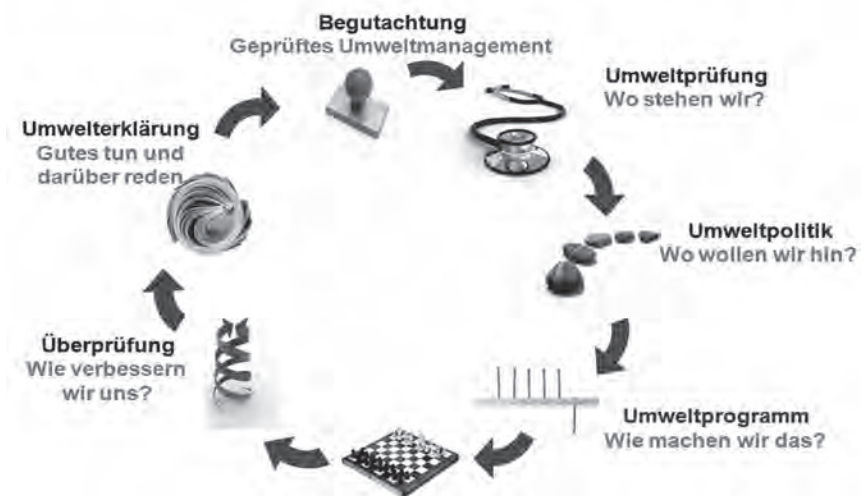 Begutachtung
Geprüftes Umweltmanagement
Umweltprüfung
Wo stehen wir?
Umweltpolitik
Wo wollen wir hin?
Umweltprogramm
Wie machen wir das?
Überprüfung
Wie verbessern
wir uns?
Umwelterklärung
Gutes tun und
darüber reden